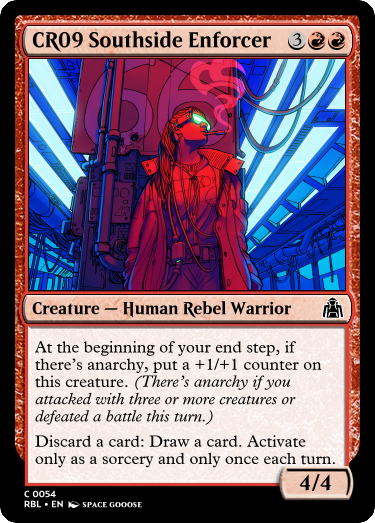 CR09 Southside Enforcer 3
Creature — Human Rebel Warrior
At the beginning of your end step, if
there's anarchy, put a +1/+1 counter on
this creature. (There's anarchy if you
attacked with three or more creatures or
defeated a battle this turn.)
Discard a card: Draw a card. Activate
only as a sorcery and only once each turn.
4/4
C 0054
RBL • EN SPACE GOOOSE